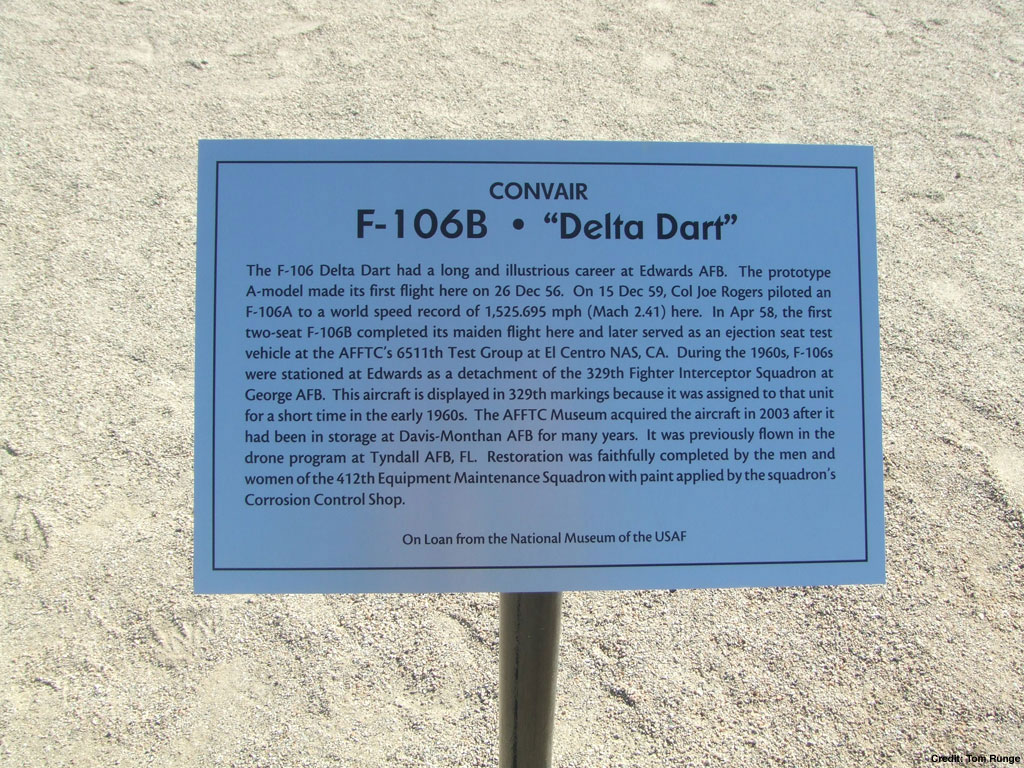 CONVAIR
F-106B • “Delta Dart”
The F-106 Delta Dart had a long and illustrious career at Edwards AFB. The prototype
A-model made its first flight here on 26 Dec 56. On 15 Dec 59, Col Joe Rogers piloted an
F-106A to a world speed record of 1,525.695 mph (Mach 2.41) here. In Apr 58, the first
two-seat F-106B completed its maiden flight here and later served as an ejection seat test
vehicle at the AFFTC’s 6511th Test Group at El Centro NAS, CA. During the 1960s, F-106s
were stationed at Edwards as a detachment of the 329th Fighter Interceptor Squadron at
George AFB. This aircraft is displayed in 329th markings because it was assigned to that unit
for a short time in the early 1960s. The AFFTC Museum acquired the aircraft in 2003 after it
had been in storage at Davis-Monthan AFB for many years. It was previously flown in the
drone program at Tyndall AFB, FL. Restoration was faithfully completed by the men and
women of the 412th Equipment Maintenance Squadron with paint applied by the squadron’s
Corrosion Control Shop.
On Loan from the National Museum of the USAF
Credit: Tom Runge